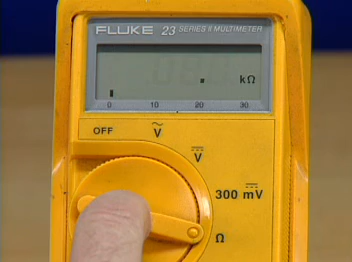 FLUKE 23 SERIES II MULTIMETER
kΩ
0 10 20 30
OFF
Ṽ
V
300 mV
Ω